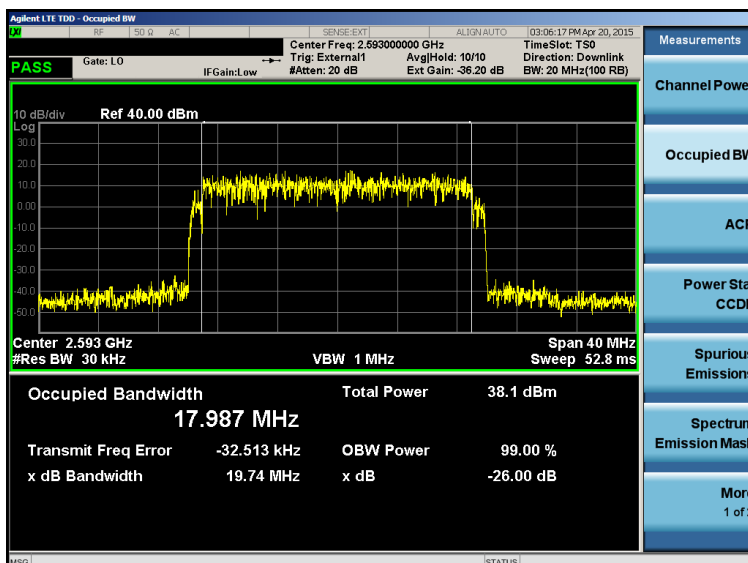 Agilent LTE TDD - Occupied BW
RF 50 Ω AC SENSE:EXT ALIGN AUTO 03:06:17 PM Apr 20, 2015
Center Freq: 2.593000000 GHz TimeSlot: TS0
PASS Gate: LO Trig: External1 Avg|Hold: 10/10 Direction: Downlink
IFGain:Low #Atten: 20 dB Ext Gain: -36.20 dB BW: 20 MHz(100 RB)
10 dB/div Ref 40.00 dBm
Log
30.0
20.0
10.0
0.00
-10.0
-20.0
-30.0
-40.0
-50.0
Center 2.593 GHz Span 40 MHz
#Res BW 30 kHz VBW 1 MHz Sweep 52.8 ms
Occupied Bandwidth Total Power 38.1 dBm
17.987 MHz
Transmit Freq Error -32.513 kHz OBW Power 99.00 %
x dB Bandwidth 19.74 MHz x dB -26.00 dB
MSG STATUS
Measurements
Channel Powe
Occupied BW
AC
Power Sta
CCD
Spuriou
Emission
Spectrum
Emission Mas
More
1 of